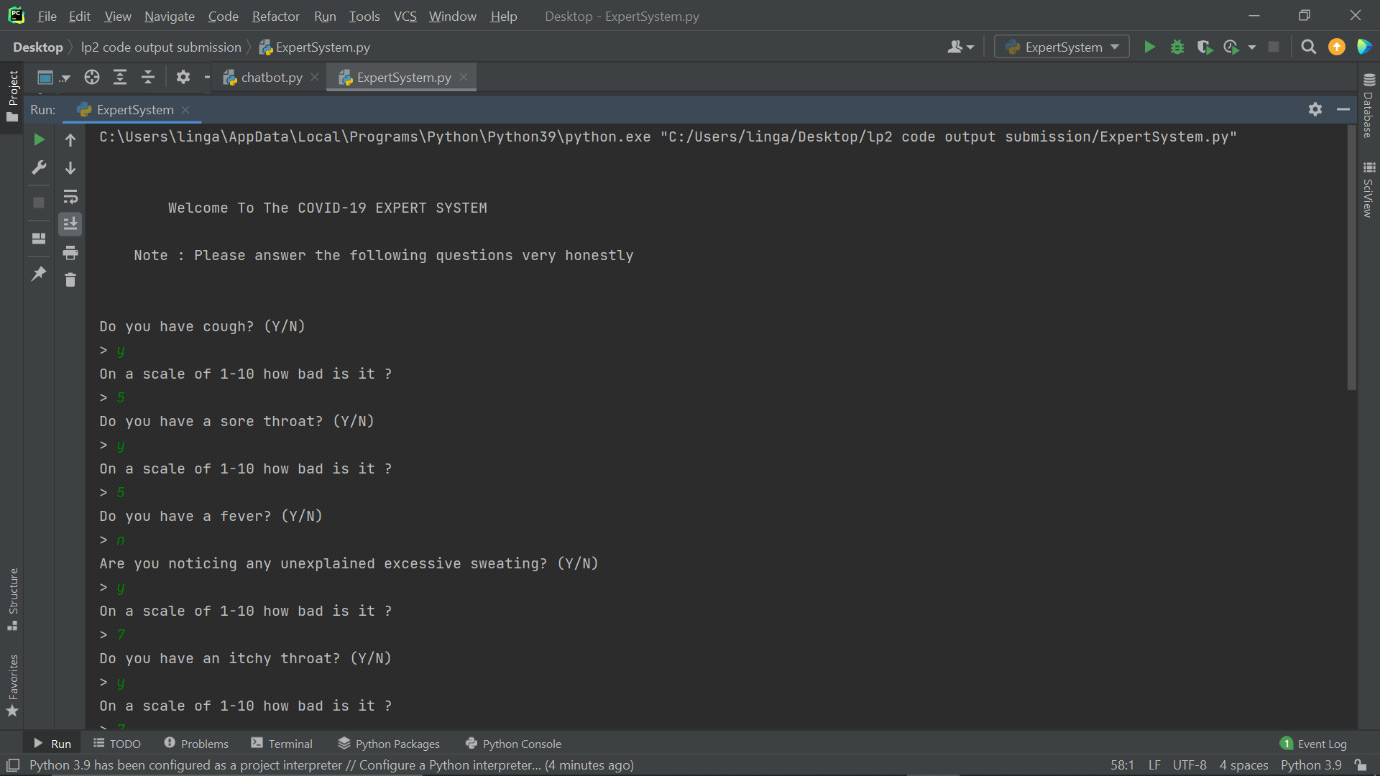 File Edit View Navigate Code Refactor Run Tools VCS Window Help Desktop - ExpertSystem.py
Desktop lp2 code output submission ExpertSystem.py ExpertSystem
Project chatbot.py ExpertSystem.py
Run: ExpertSystem
C:\Users\linga\AppData\Local\Programs\Python\Python39\python.exe "C:/Users/linga/Desktop/lp2 code output submission/ExpertSystem.py"
Welcome To The COVID-19 EXPERT SYSTEM
Note : Please answer the following questions very honestly
Do you have cough? (Y/N)
> y
On a scale of 1-10 how bad is it ?
> 5
Do you have a sore throat? (Y/N)
> y
On a scale of 1-10 how bad is it ?
> 5
Do you have a fever? (Y/N)
> n
Are you noticing any unexplained excessive sweating? (Y/N)
> y
On a scale of 1-10 how bad is it ?
> 7
Do you have an itchy throat? (Y/N)
> y
On a scale of 1-10 how bad is it ?
Structure
Favorites
Database
SciView
Run TODO Problems Terminal Python Packages Python Console 1 Event Log
Python 3.9 has been configured as a project interpreter // Configure a Python interpreter... (4 minutes ago) 58:1 LF UTF-8 4 spaces Python 3.9